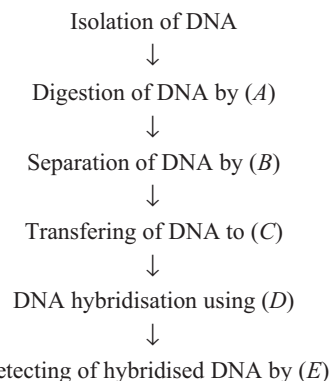 Isolation of DNA
↓
Digestion of DNA by (A)
↓
Separation of DNA by (B)
↓
Transfering of DNA to (C)
↓
DNA hybridisation using (D)
↓
etecting of hybridised DNA by (E)